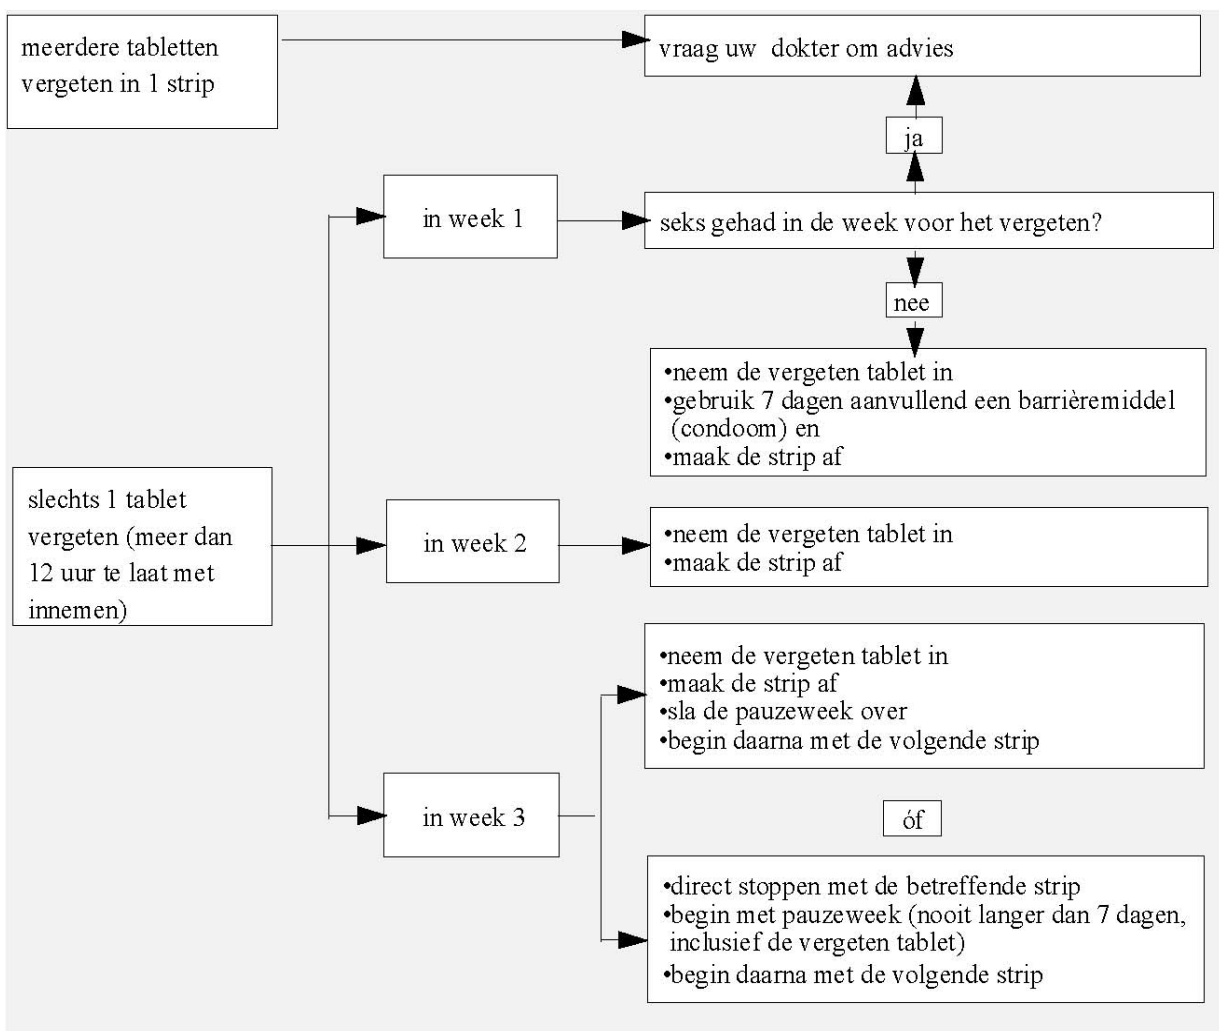 meerdere tabletten
vergeten in 1 strip
vraag uw dokter om advies
ja
in week 1
seks gehad in de week voor het vergeten?
nee
•neem de vergeten tablet in
•gebruik 7 dagen aanvullend een barrièremiddel
(condoom) en
•maak de strip af
slechts 1 tablet
vergeten (meer dan
12 uur te laat met
innemen)
in week 2
•neem de vergeten tablet in
•maak de strip af
•neem de vergeten tablet in
•maak de strip af
•sla de pauzeweek over
•begin daarna met de volgende strip
in week 3
óf
•direct stoppen met de betreffende strip
•begin met pauzeweek (nooit langer dan 7 dagen,
inclusief de vergeten tablet)
•begin daarna met de volgende strip